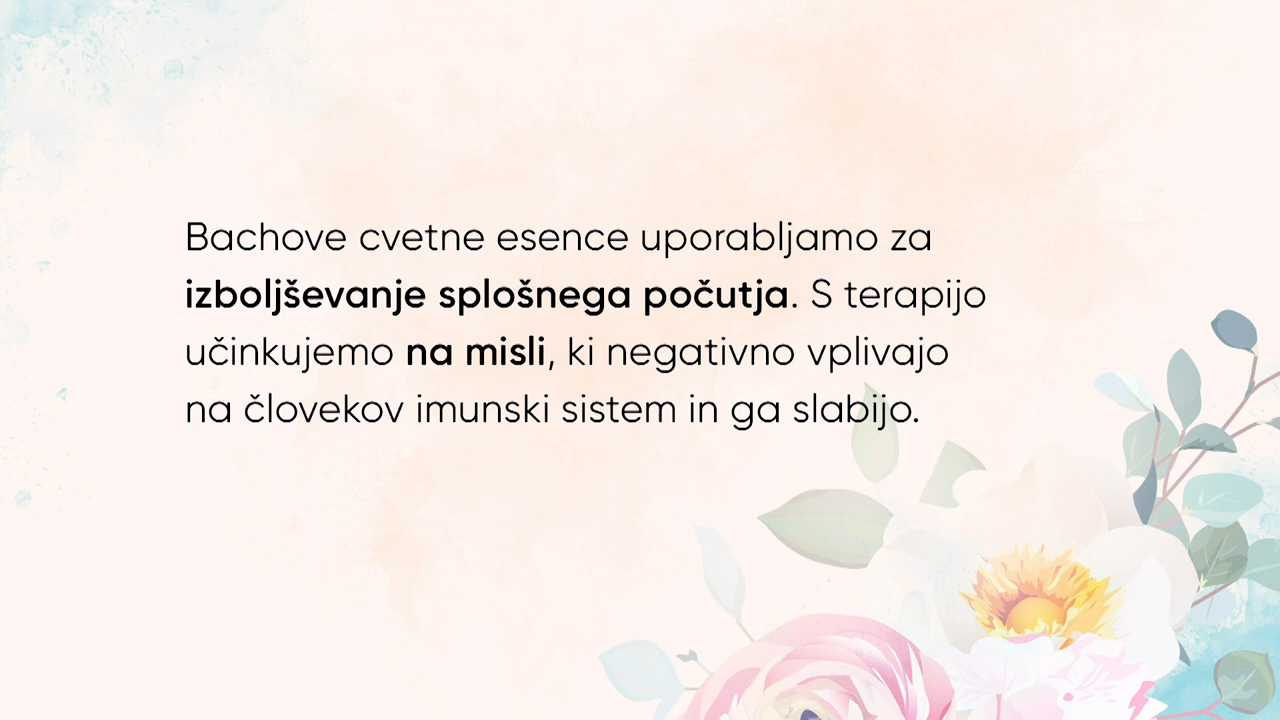 Bachove cvetne esence uporabljamo za
izboljševanje splošnega počutja. S terapijo
učinkujemo na misli, ki negativno vplivajo
na človekov imunski sistem in ga slabijo.